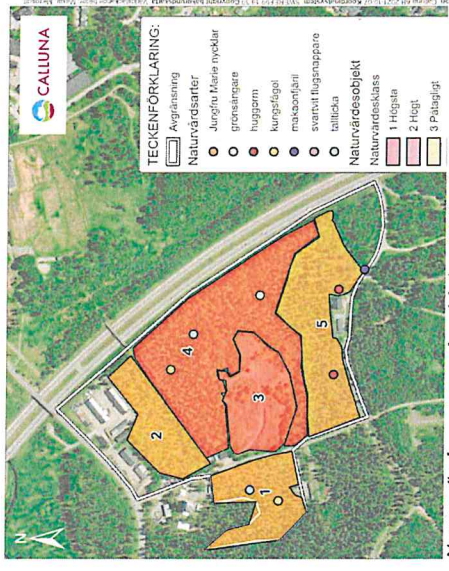 CALLUNA
TECKENFÖRKLARING:
Avgränsning
Naturvårdsarter
Jungfru Marie nycklar
grönsångare
huggorm
kungsfågel
makaonfjäril
svartvit flugsnappare
talltícka
Naturvärdesobjekt
Naturvärdesklass
1 Högsta
2 Högt
3 Påtagligt
N
1
2
3
4
5